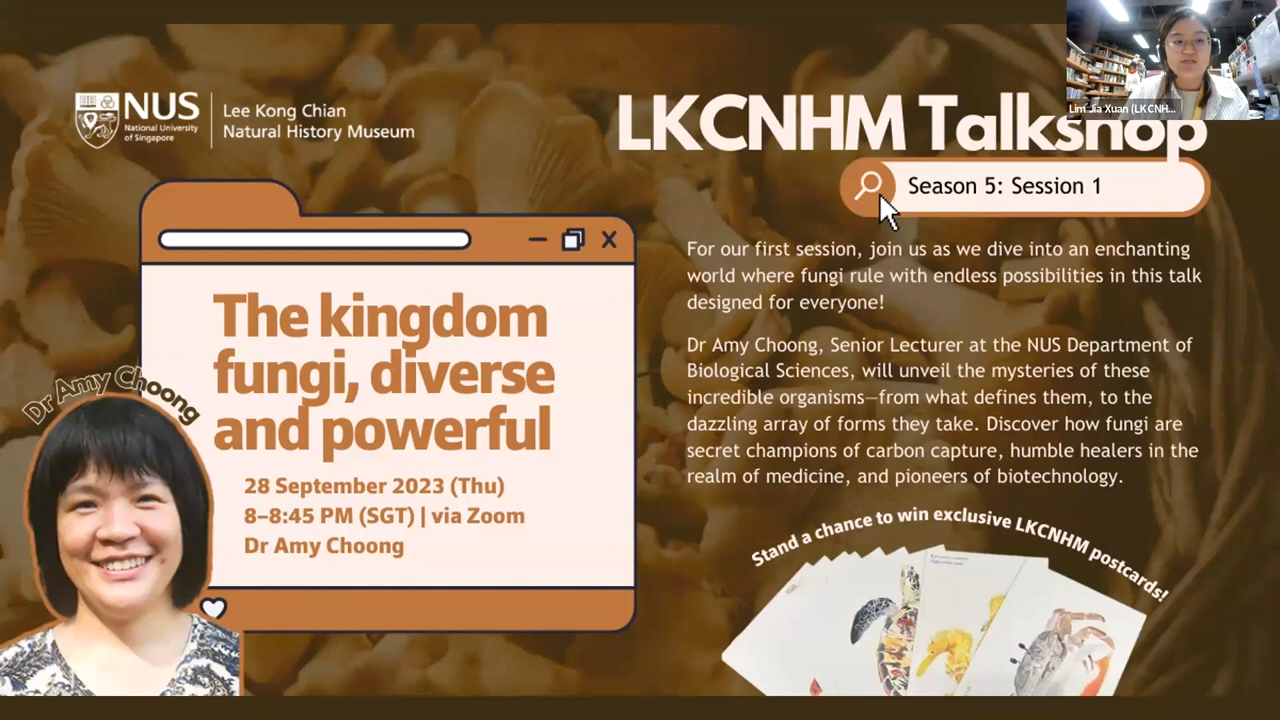 Lim Jia Xuan (LKCNH...
NUS
National University
of Singapore
Lee Kong Chian
Natural History Museum
LKCNHM Talkshop
Season 5: Session 1
The kingdom
fungi, diverse
and powerful
28 September 2023 (Thu)
8–8:45 PM (SGT) | via Zoom
Dr Amy Choong
Dr Amy Choong
For our first session, join us as we dive into an enchanting
world where fungi rule with endless possibilities in this talk
designed for everyone!
Dr Amy Choong, Senior Lecturer at the NUS Department of
Biological Sciences, will unveil the mysteries of these
incredible organisms—from what defines them, to the
dazzling array of forms they take. Discover how fungi are
secret champions of carbon capture, humble healers in the
realm of medicine, and pioneers of biotechnology.
Stand a chance to win exclusive LKCNHM postcards!